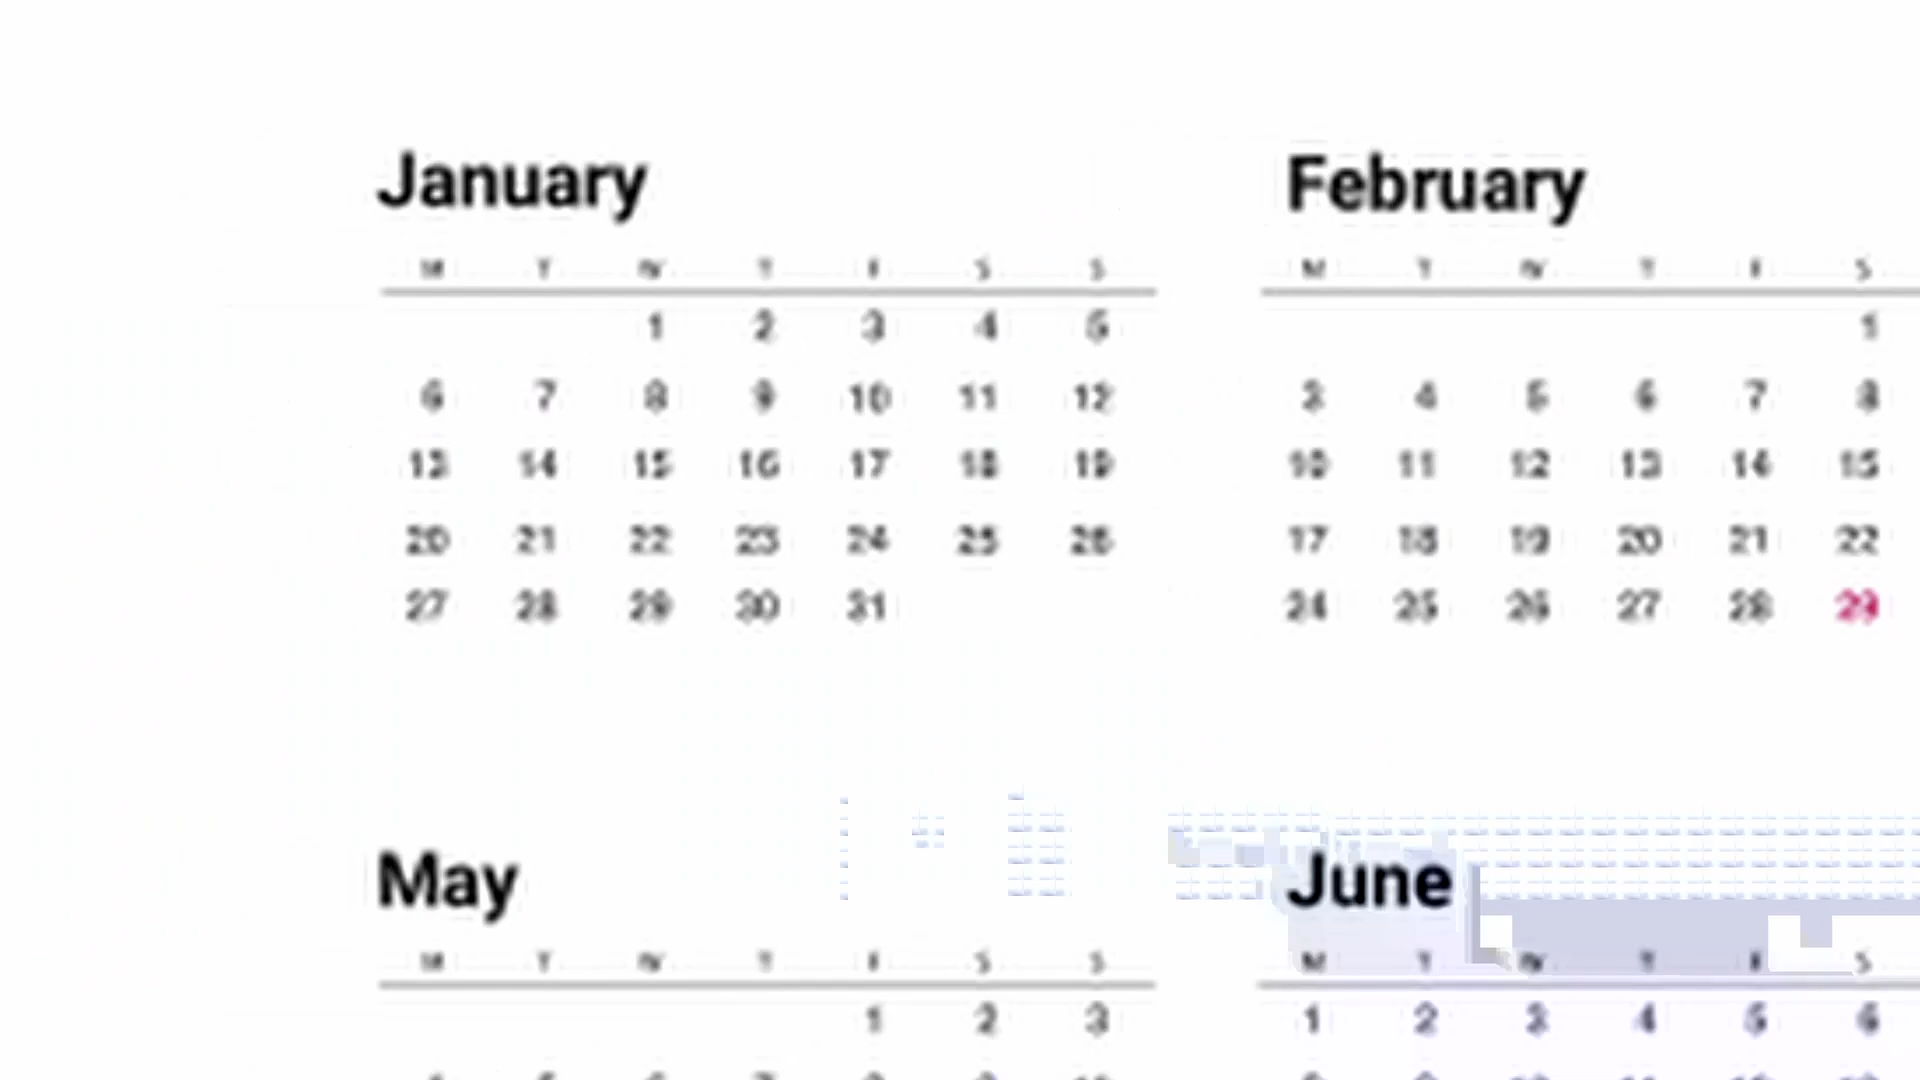 January
M T W T F S S
1 2 3 4 5
6 7 8 9 10 11 12
13 14 15 16 17 18 19
20 21 22 23 24 25 26
27 28 29 30 31
February
M T W T F S
1
3 4 5 6 7 8
10 11 12 13 14 15
17 18 19 20 21 22
24 25 26 27 28 29
May
M T W T F S S
1 2 3
June
M T W T F S
1 2 3 4 5 6